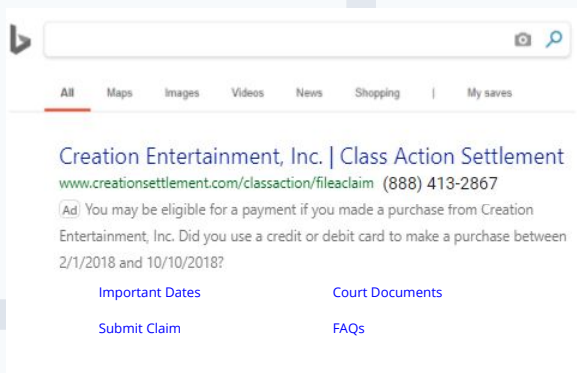 All Maps Images Videos News Shopping | My saves
Creation Entertainment, Inc. | Class Action Settlement
www.creationsettlement.com/classaction/fileaclaim (888) 413-2867
Ad You may be eligible for a payment if you made a purchase from Creation
Entertainment, Inc. Did you use a credit or debit card to make a purchase between
2/1/2018 and 10/10/2018?
Important Dates Court Documents
Submit Claim FAQs